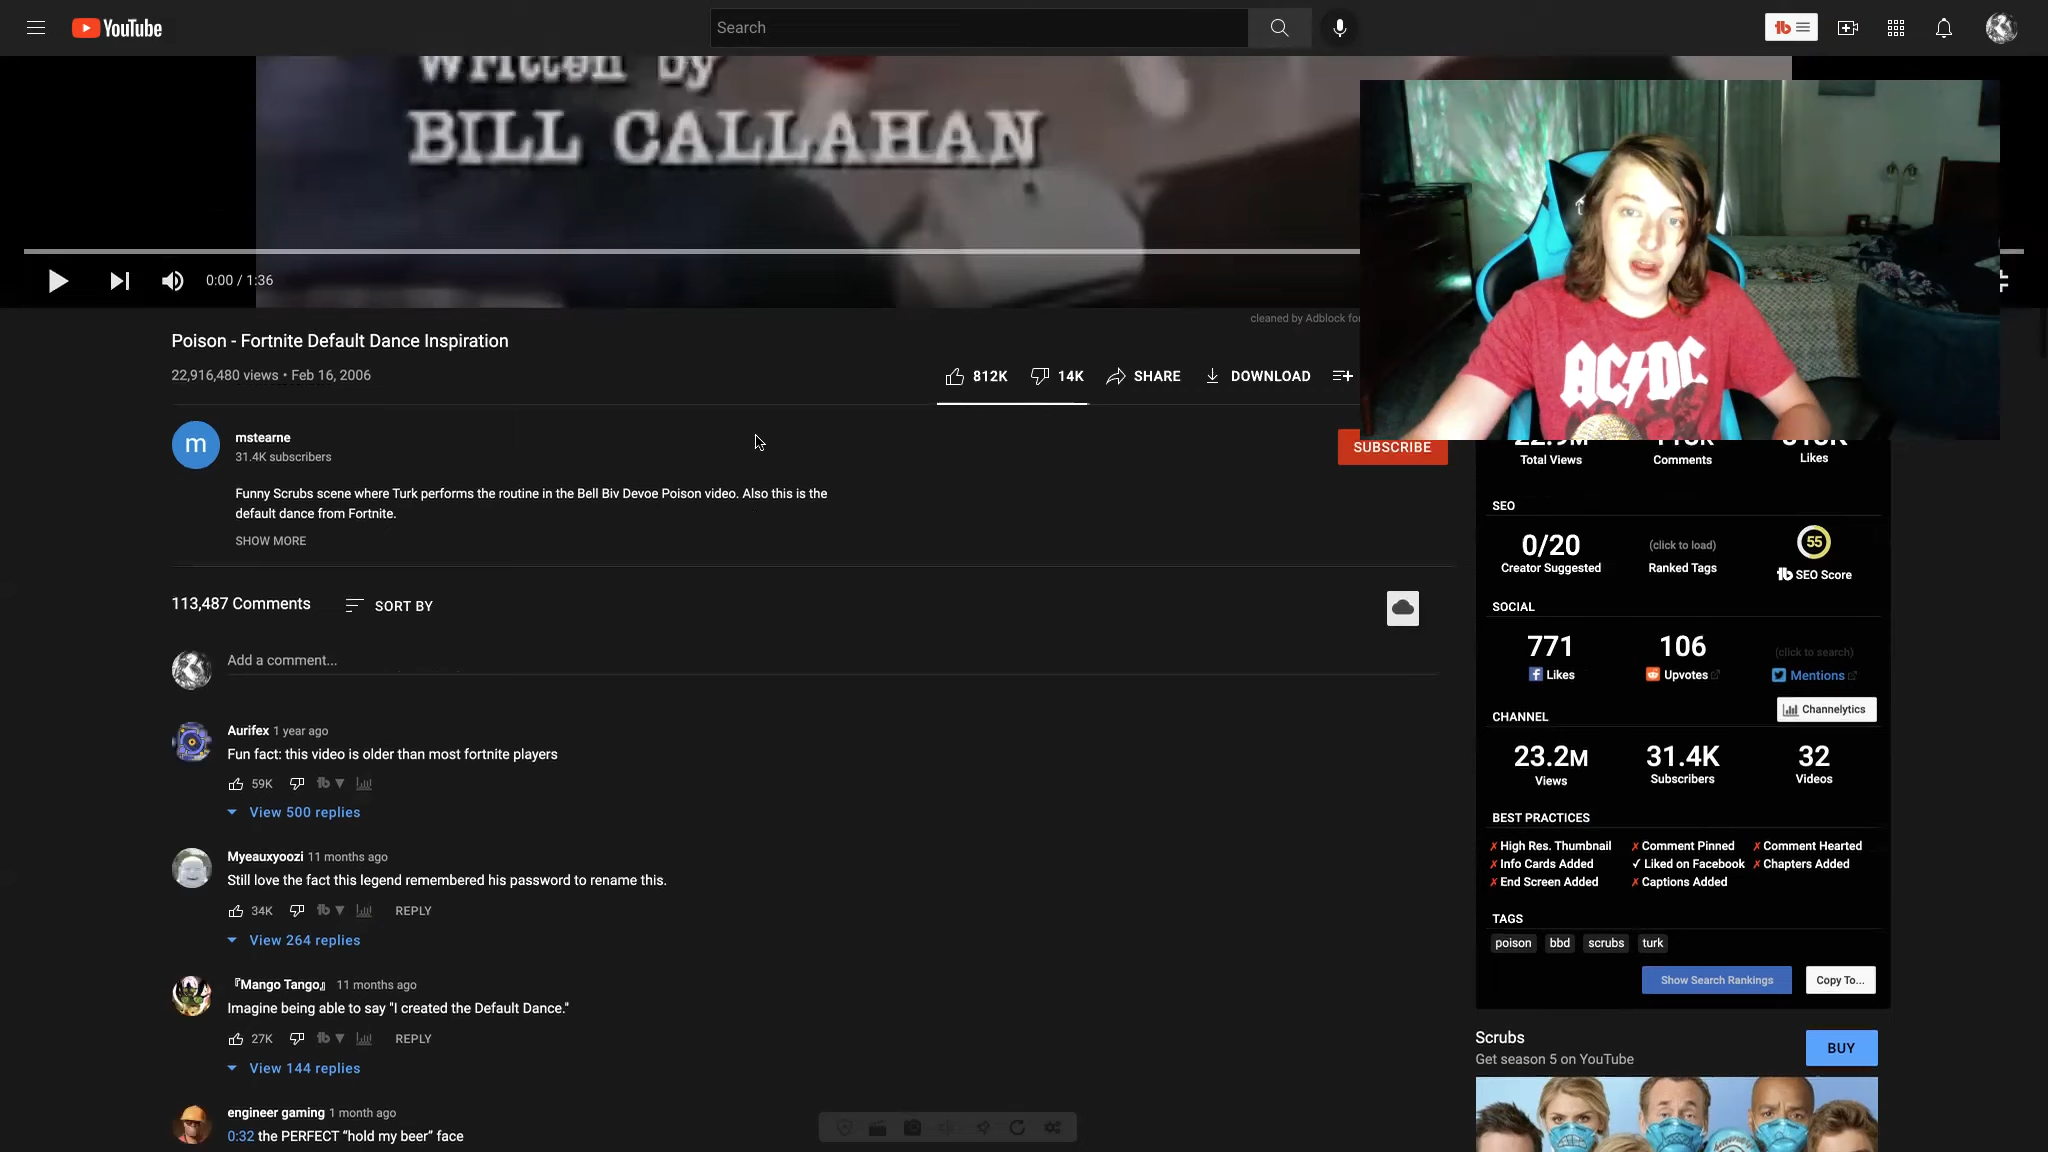 YouTube
Search
Written by
BILL CALLAHAN
0:00 / 1:36
cleaned by Adblock for
Poison - Fortnite Default Dance Inspiration
22,916,480 views • Feb 16, 2006
812K
14K
SHARE
DOWNLOAD
AC/DC
m
mstearne
31.4K subscribers
SUBSCRIBE
Funny Scrubs scene where Turk performs the routine in the Bell Biv Devoe Poison video. Also this is the
default dance from Fortnite.
SHOW MORE
113,487 Comments
SORT BY
Add a comment...
Aurifex 1 year ago
Fun fact: this video is older than most fortnite players
59K
View 500 replies
Myeauxyoozi 11 months ago
Still love the fact this legend remembered his password to rename this.
34K
REPLY
View 264 replies
『Mango Tango』 11 months ago
Imagine being able to say "I created the Default Dance."
27K
REPLY
View 144 replies
engineer gaming 1 month ago
0:32 the PERFECT “hold my beer” face
Total Views
Comments
Likes
SEO
0/20
Creator Suggested
(click to load)
Ranked Tags
55
SEO Score
SOCIAL
771
Likes
106
Upvotes
(click to search)
Mentions
CHANNEL
Channelytics
23.2M
Views
31.4K
Subscribers
32
Videos
BEST PRACTICES
✗ High Res. Thumbnail ✗ Comment Pinned ✗ Comment Hearted
✗ Info Cards Added ✓ Liked on Facebook ✗ Chapters Added
✗ End Screen Added ✗ Captions Added
TAGS
poison bbd scrubs turk
Show Search Rankings
Copy To...
Scrubs
Get season 5 on YouTube
BUY